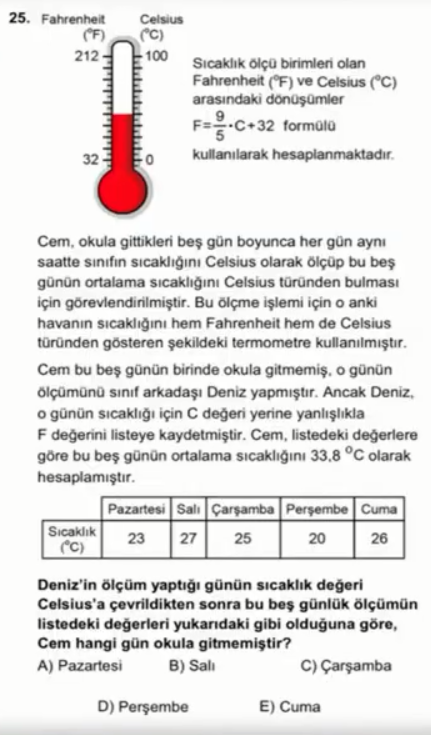 25. Fahrenheit Celsius
(°F) (°C)
212 100
32 0
Sıcaklık ölçü birimleri olan
Fahrenheit (°F) ve Celsius (°C)
arasındaki dönüşümler
F=9/5·C+32 formülü
kullanılarak hesaplanmaktadır.
Cem, okula gittikleri beş gün boyunca her gün aynı
saatte sınıfın sıcaklığını Celsius olarak ölçüp bu beş
günün ortalama sıcaklığını Celsius türünden bulması
için görevlendirilmiştir. Bu ölçme işlemi için o anki
havanın sıcaklığını hem Fahrenheit hem de Celsius
türünden gösteren şekildeki termometre kullanılmıştır.
Cem bu beş günün birinde okula gitmemiş, o günün
ölçümünü sınıf arkadaşı Deniz yapmıştır. Ancak Deniz,
o günün sıcaklığı için C değeri yerine yanlışlıkla
F değerini listeye kaydetmiştir. Cem, listedeki değerlere
göre bu beş günün ortalama sıcaklığını 33,8 °C olarak
hesaplamıştır.
Pazartesi Salı Çarşamba Perşembe Cuma
Sıcaklık
(°C) 23 27 25 20 26
Deniz'in ölçüm yaptığı günün sıcaklık değeri
Celsius'a çevrildikten sonra bu beş günlük ölçümün
listedeki değerleri yukarıdaki gibi olduğuna göre,
Cem hangi gün okula gitmemiştir?
A) Pazartesi B) Salı C) Çarşamba
D) Perşembe E) Cuma